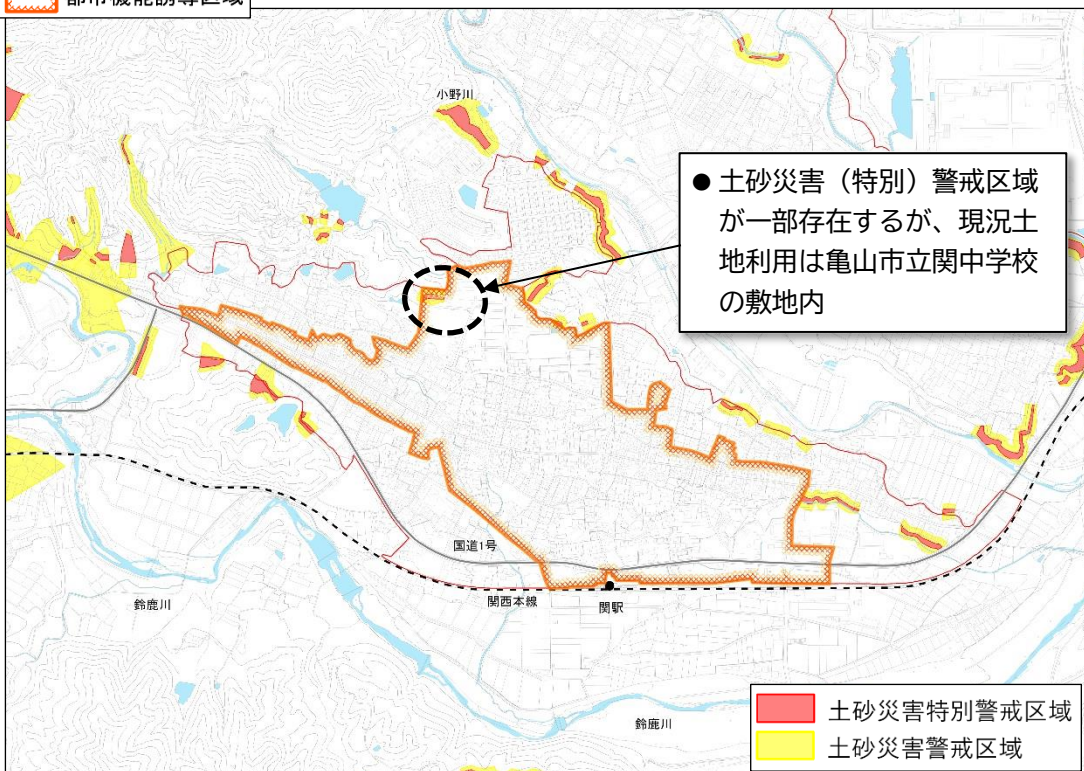 都市機能誘導区域
小野川
● 土砂災害（特別）警戒区域
が一部存在するが、現況土
地利用は亀山市立関中学校
の敷地内
国道1号
関西本線
関駅
鈴鹿川
鈴鹿川
土砂災害特別警戒区域
土砂災害警戒区域